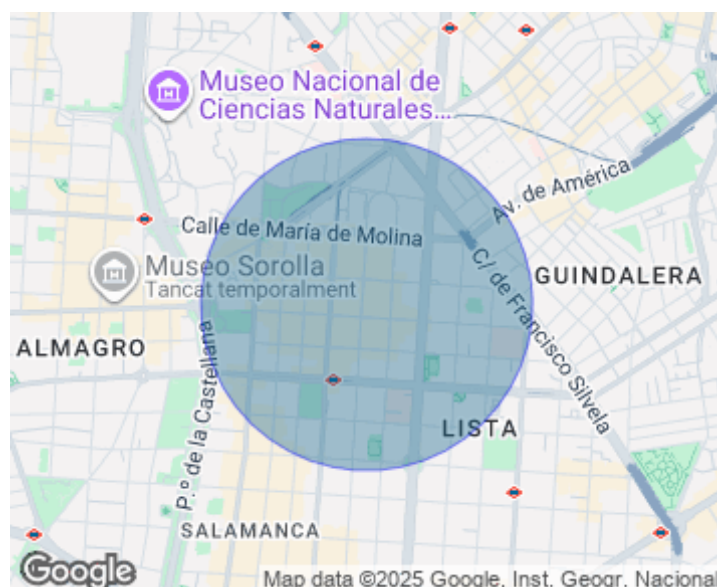 Museo Nacional de
Ciencias Naturales...
Av. de América
Calle de María de Molina
Museo Sorolla
Tancat temporalment
GUINDALERA
C/ de Francisco Silvela
ALMAGRO
P.º de la Castellana
LISTA
SALAMANCA
Google
Map data ©2025 Google, Inst. Geogr. Nacional